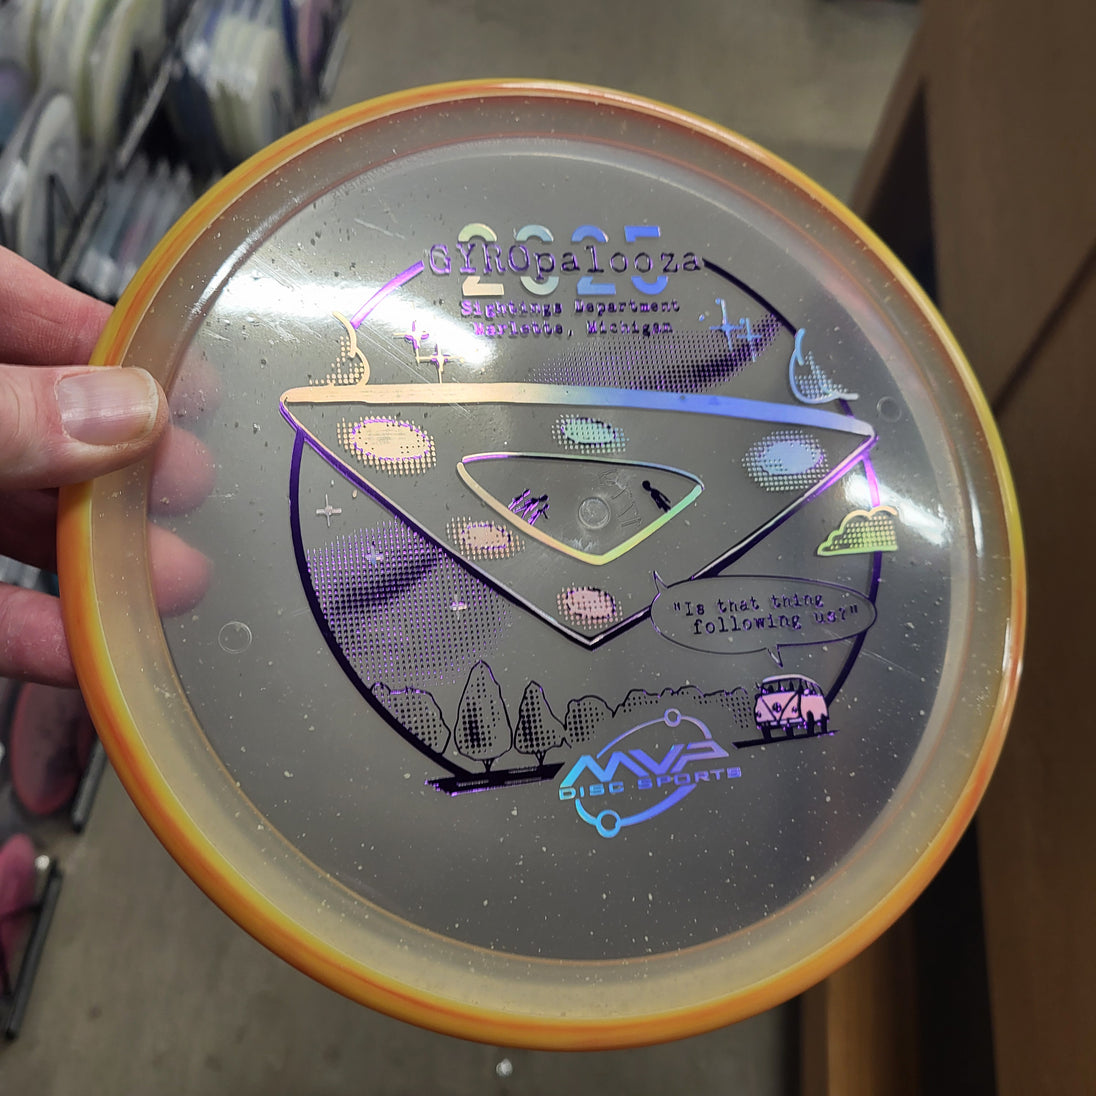 2025
GYROpalooza
Sightings Department
Marlette, Michigan
"Is that thing
following us?"
MVP
DISC SPORTS